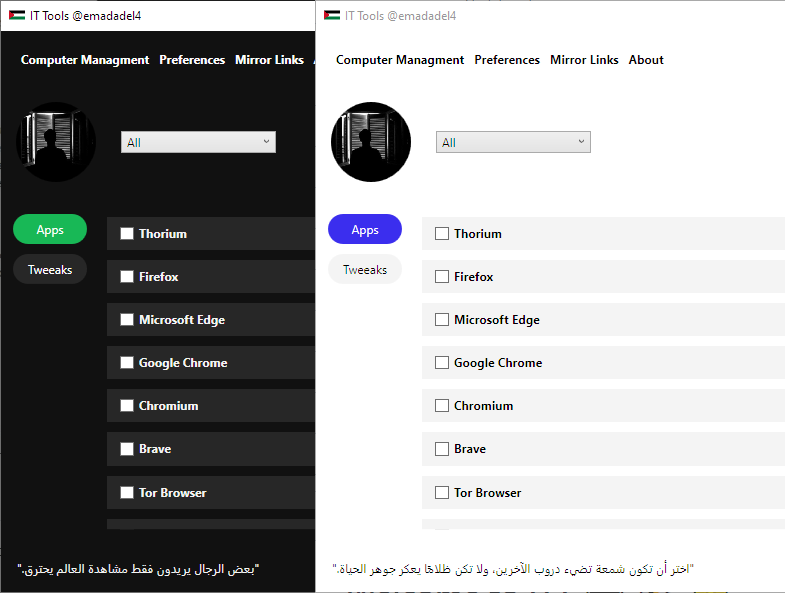 IT Tools @emadadel4
Computer Managment Preferences Mirror Links
All
Apps
Tweeaks
Thorium
Firefox
Microsoft Edge
Google Chrome
Chromium
Brave
Tor Browser
"بعض الرجال يريدون فقط مشاهدة العالم يحترق."
IT Tools @emadadel4
Computer Managment Preferences Mirror Links About
All
Apps
Tweeaks
Thorium
Firefox
Microsoft Edge
Google Chrome
Chromium
Brave
Tor Browser
"اختر أن تكون شمعة تضيء دروب الآخرين، ولا تكن ظلامًا يعكر جوهر الحياة."